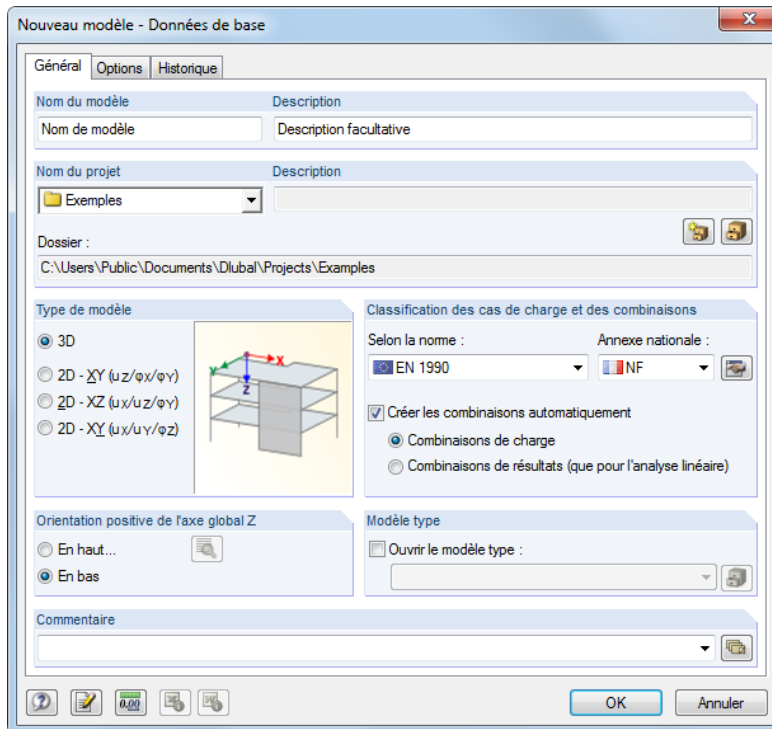 Nouveau modèle - Données de base
Général Options Historique
Nom du modèle Description
Nom de modèle Description facultative
Nom du projet Description
Exemples
Dossier :
C:\Users\Public\Documents\Dlubal\Projects\Examples
Type de modèle
3D
2D - XY (uZ/φX/φY)
2D - XZ (uX/uZ/φY)
2D - XY (uX/uY/φZ)
X
Y
Z
Classification des cas de charge et des combinaisons
Selon la norme : Annexe nationale :
EN 1990 NF
Créer les combinaisons automatiquement
Combinaisons de charge
Combinaisons de résultats (que pour l'analyse linéaire)
Orientation positive de l'axe global Z
En haut...
En bas
Modèle type
Ouvrir le modèle type :
Commentaire
0.00
OK Annuler